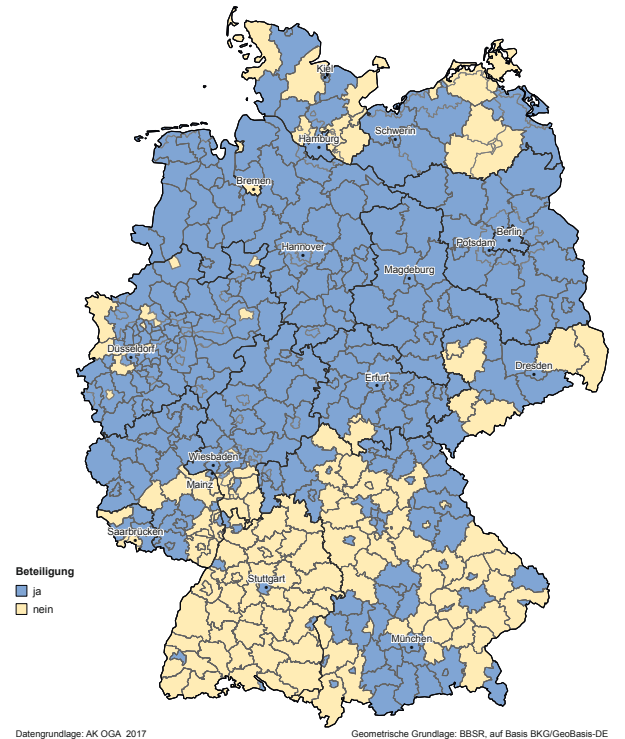 Kiel
Hamburg
Schwerin
Bremen
Berlin
Potsdam
Hannover
Magdeburg
Düsseldorf
Dresden
Erfurt
Wiesbaden
Mainz
Saarbrücken
Stuttgart
München
Beteiligung
ja
nein
Datengrundlage: AK OGA 2017
Geometrische Grundlage: BBSR, auf Basis BKG/GeoBasis-DE